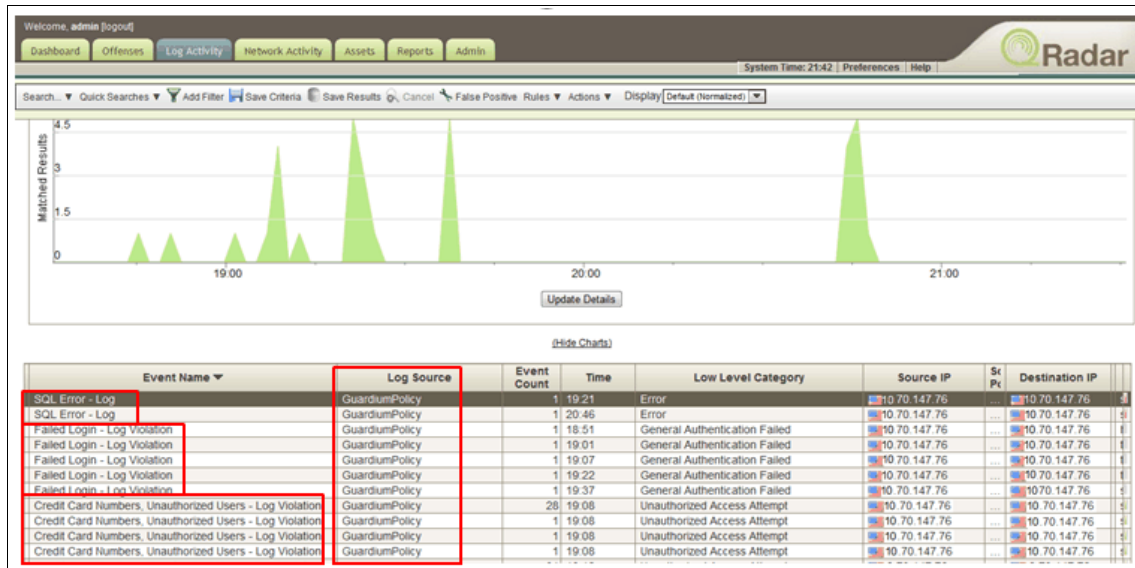 Welcome, admin [logout]
Dashboard Offenses Log Activity Network Activity Assets Reports Admin
QRadar
System Time: 21:42 | Preferences | Help |
Search... ▼ Quick Searches ▼ Add Filter Save Criteria Save Results Cancel False Positive Rules ▼ Actions ▼ Display Default (Normalized)
Matched Results
4.5
3
1.5
0
19:00 20:00 21:00
Update Details
(Hide Charts)
Event Name ▼ Log Source Event Count Time Low Level Category Source IP Destination IP
SQL Error - Log GuardiumPolicy 1 19:21 Error 10 70.147.76 ... 10.70.147.76
SQL Error - Log GuardiumPolicy 1 20:46 Error 10.70.147.76 ... 10.70.147.76
Failed Login - Log Violation GuardiumPolicy 1 18:51 General Authentication Failed 10.70.147.76 ... 10.70.147.76
Failed Login - Log Violation GuardiumPolicy 1 19:01 General Authentication Failed 10.70.147.76 ... 10.70.147.76
Failed Login - Log Violation GuardiumPolicy 1 19:07 General Authentication Failed 10 70.147.76 ... 10.70.147.76
Failed Login - Log Violation GuardiumPolicy 1 19:22 General Authentication Failed 10.70.147.76 ... 10.70.147.76
Failed Login - Log Violation GuardiumPolicy 1 19:37 General Authentication Failed 10.70.147.76 ... 1070.147.76
Credit Card Numbers, Unauthorized Users - Log Violation GuardiumPolicy 28 19:08 Unauthorized Access Attempt 10.70.147.76 ... 10.70.147.76
Credit Card Numbers, Unauthorized Users - Log Violation GuardiumPolicy 1 19:08 Unauthorized Access Attempt 10.70.147.76 ... 10.70.147.76
Credit Card Numbers, Unauthorized Users - Log Violation GuardiumPolicy 1 19:08 Unauthorized Access Attempt 10.70.147.76 ... 10.70.147.76
Credit Card Numbers, Unauthorized Users - Log Violation GuardiumPolicy 1 19:08 Unauthorized Access Attempt 10.70.147.76 ... 10.70.147.76